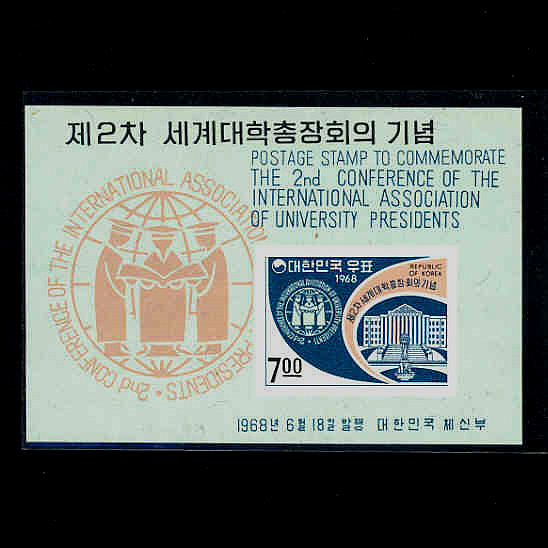 제2차 세계대학총장회의 기념
POSTAGE STAMP TO COMMEMORATE
THE 2nd CONFERENCE OF THE
INTERNATIONAL ASSOCIATION
OF UNIVERSITY PRESIDENTS
2nd CONFERENCE OF THE INTERNATIONAL ASSOCIATION
PRESIDENTS
대한민국 우표
1968
REPUBLIC
OF KOREA
제2차 세계대학총장회의기념
7.00
1968년 6월 18일 발행 대한민국 체신부